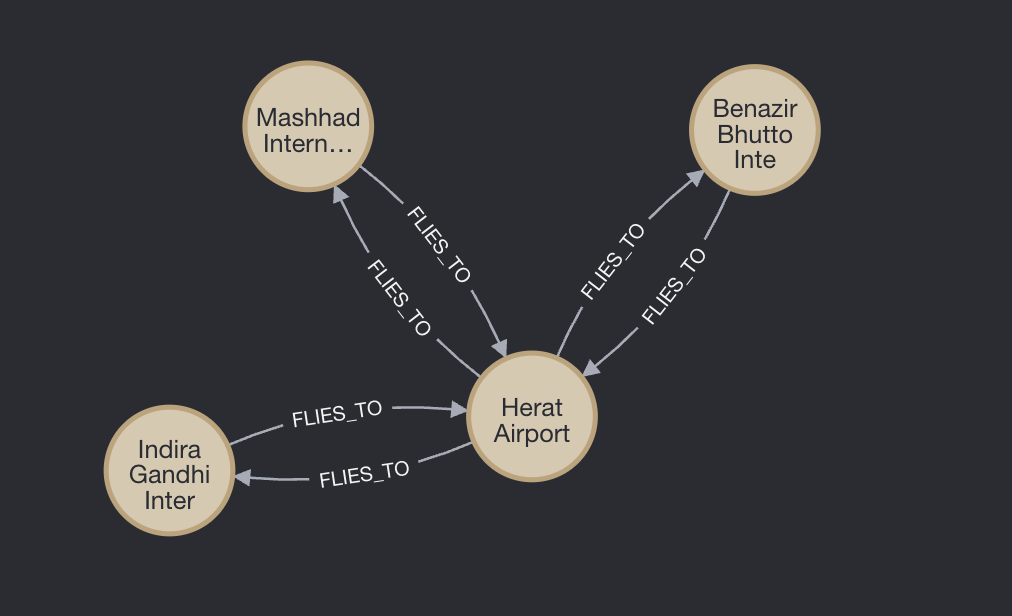 Mashhad
Intern…
Benazir
Bhutto
Inte
FLIES_TO
FLIES_TO
FLIES_TO
FLIES_TO
Herat
Airport
FLIES_TO
FLIES_TO
Indira
Gandhi
Inter